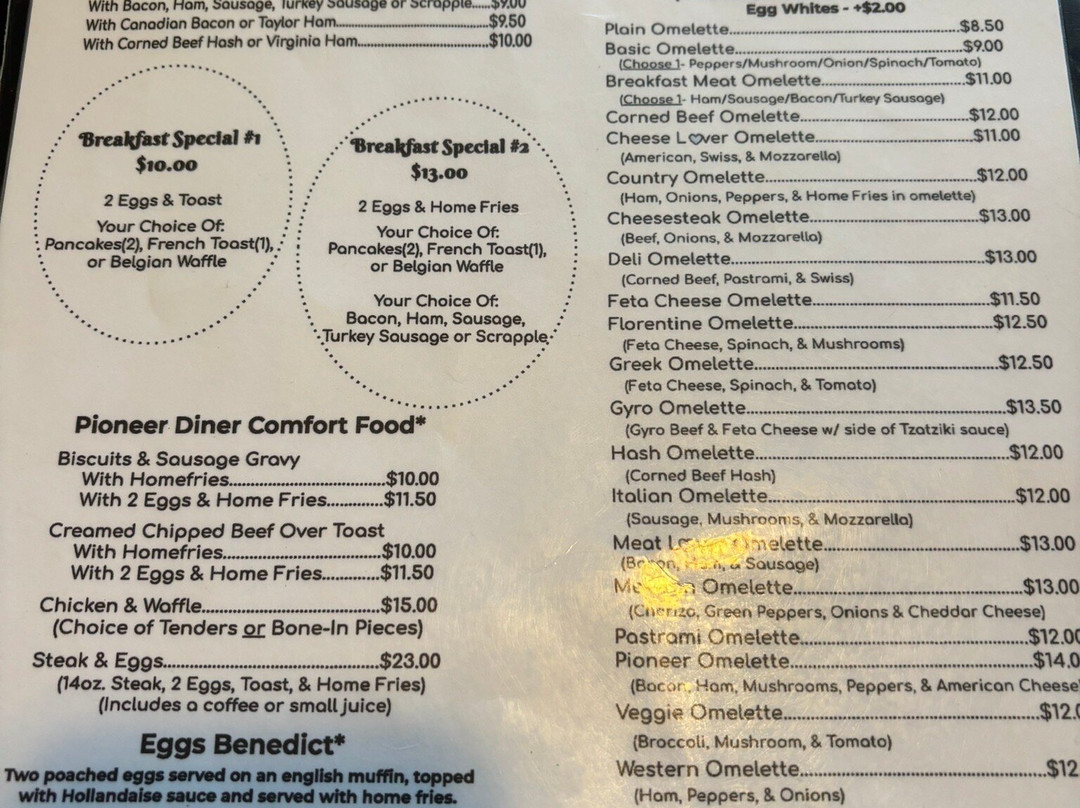 With Bacon, Ham, Sausage, Turkey Sausage or Scrapple.....$9.00
With Canadian Bacon or Taylor Ham..............................$9.50
With Corned Beef Hash or Virginia Ham..........................$10.00
Breakfast Special #1
$10.00
2 Eggs & Toast
Your Choice Of:
Pancakes(2), French Toast(1),
or Belgian Waffle
Breakfast Special #2
$13.00
2 Eggs & Home Fries
Your Choice Of:
Pancakes(2), French Toast(1),
or Belgian Waffle
Your Choice Of:
Bacon, Ham, Sausage,
Turkey Sausage or Scrapple
Pioneer Diner Comfort Food*
Biscuits & Sausage Gravy
With Homefries..............................$10.00
With 2 Eggs & Home Fries...........$11.50
Creamed Chipped Beef Over Toast
With Homefries..............................$10.00
With 2 Eggs & Home Fries...........$11.50
Chicken & Waffle..................................$15.00
(Choice of Tenders or Bone-In Pieces)
Steak & Eggs.........................................$23.00
(14oz. Steak, 2 Eggs, Toast, & Home Fries)
(Includes a coffee or small juice)
Eggs Benedict*
Two poached eggs served on an english muffin, topped
with Hollandaise sauce and served with home fries.
Egg Whites - +$2.00
Plain Omelette.............................................$8.50
Basic Omelette.............................................$9.00
(Choose 1- Peppers/Mushroom/Onion/Spinach/Tomato)
Breakfast Meat Omelette............................$11.00
(Choose 1- Ham/Sausage/Bacon/Turkey Sausage)
Corned Beef Omelette.................................$12.00
Cheese Lover Omelette...............................$11.00
(American, Swiss, & Mozzarella)
Country Omelette.........................................$12.00
(Ham, Onions, Peppers, & Home Fries in omelette)
Cheesesteak Omelette.................................$13.00
(Beef, Onions, & Mozzarella)
Deli Omelette.................................................$13.00
(Corned Beef, Pastrami, & Swiss)
Feta Cheese Omelette..................................$11.50
Florentine Omelette.......................................$12.50
(Feta Cheese, Spinach, & Mushrooms)
Greek Omelette...............................................$12.50
(Feta Cheese, Spinach, & Tomato)
Gyro Omelette..................................................$13.50
(Gyro Beef & Feta Cheese w/ side of Tzatziki sauce)
Hash Omelette.................................................$12.00
(Corned Beef Hash)
Italian Omelette...............................................$12.00
(Sausage, Mushrooms, & Mozzarella)
Meat Lover Omelette......................................$13.00
(Bacon, Ham, & Sausage)
Omelette.............................................$13.00
(Chorizo, Green Peppers, Onions & Cheddar Cheese)
Pastrami Omelette............................................$12.00
Pioneer Omelette...............................................$14.0
(Bacon, Ham, Mushrooms, Peppers, & American Cheese
Veggie Omelette................................................$12.
(Broccoli, Mushroom, & Tomato)
Western Omelette...............................................$12
(Ham, Peppers, & Onions)